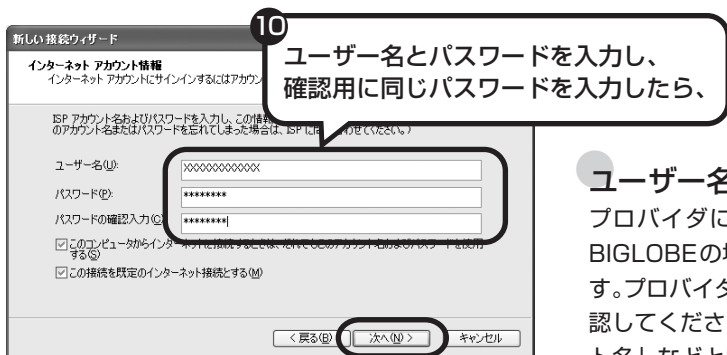 新しい接続ウィザード
10
ユーザー名とパスワードを入力し、
確認用に同じパスワードを入力したら、
インターネット アカウント情報
インターネット アカウントにサインインするにはアカウン
ISP アカウント名およびパスワードを入力し、この情報
のアカウント名またはパスワードを忘れてしまった場合は、ISP に問い合わせてください。)
ユーザー名(U):
XXXXXXXXXXXX
パスワード(P):
********
パスワードの確認入力(C):
********
このコンピュータからインターネットに接続するときは、だれでもこのアカウント名およびパスワードを使用
する(S)
この接続を既定のインターネット接続とする(M)
< 戻る(B)
次へ(N) >
キャンセル
ユーザー名
プロバイダに
BIGLOBEの場
す。プロバイダ
認してくださ
ト名」などと